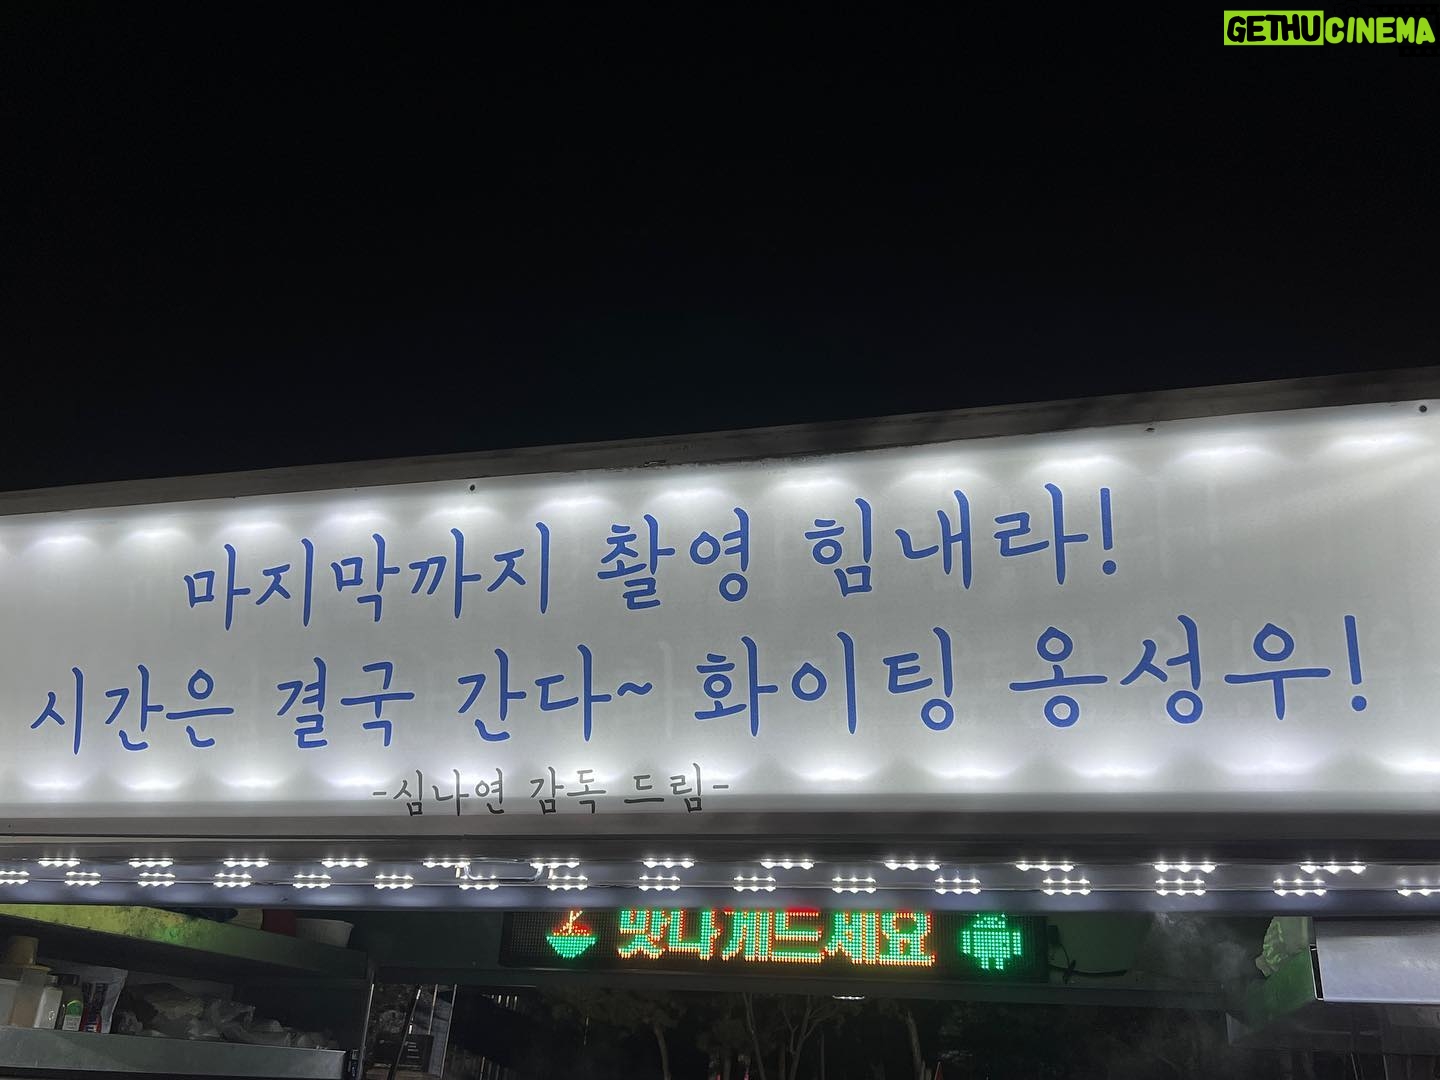 GETHUCINEMA
마지막까지 촬영 힘내라!
시간은 결국 간다~ 화이팅 옹성우!
-심나연 감독 드림-
맛나게드세요